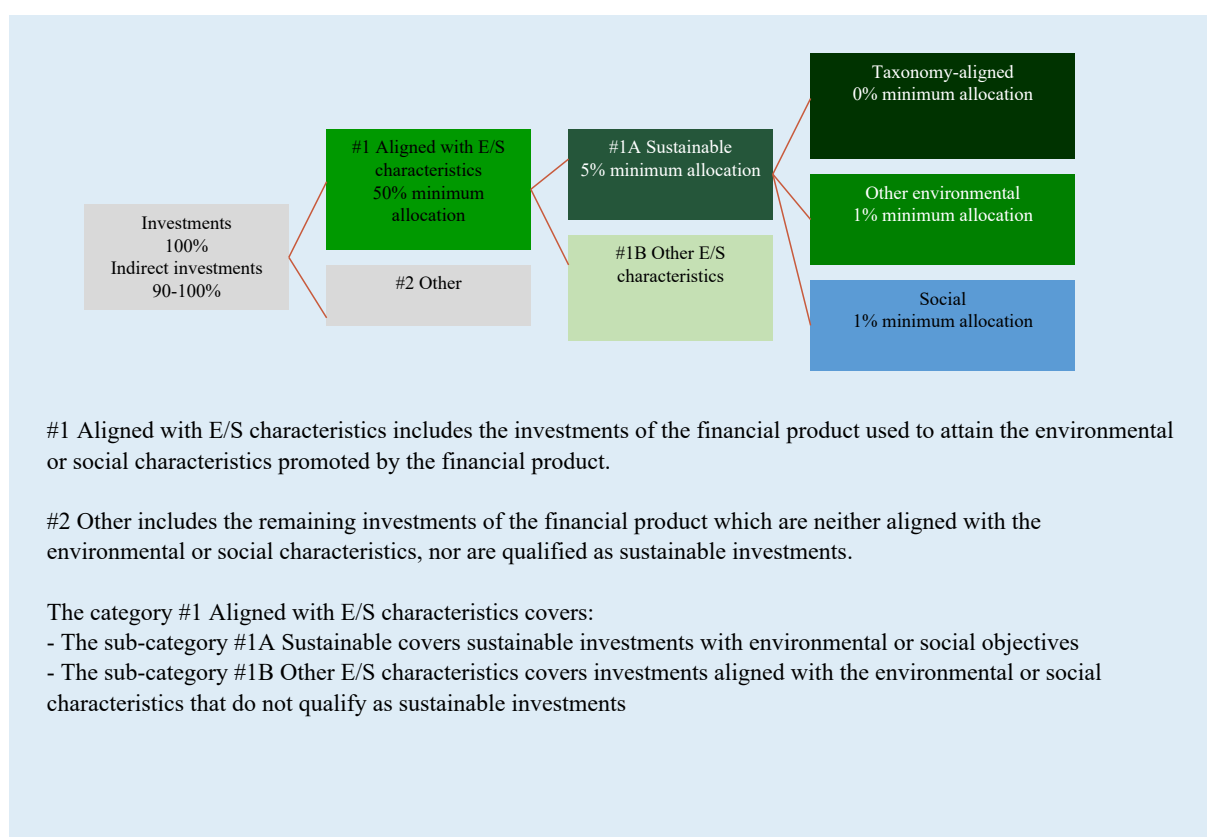 Investments
100%
Indirect investments
90-100%
#1 Aligned with E/S
characteristics
50% minimum
allocation
#2 Other
#1A Sustainable
5% minimum allocation
#1B Other E/S
characteristics
Taxonomy-aligned
0% minimum allocation
Other environmental
1% minimum allocation
Social
1% minimum allocation
#1 Aligned with E/S characteristics includes the investments of the financial product used to attain the environmental
or social characteristics promoted by the financial product.
#2 Other includes the remaining investments of the financial product which are neither aligned with the
environmental or social characteristics, nor are qualified as sustainable investments.
The category #1 Aligned with E/S characteristics covers:
- The sub-category #1A Sustainable covers sustainable investments with environmental or social objectives
- The sub-category #1B Other E/S characteristics covers investments aligned with the environmental or social
characteristics that do not qualify as sustainable investments